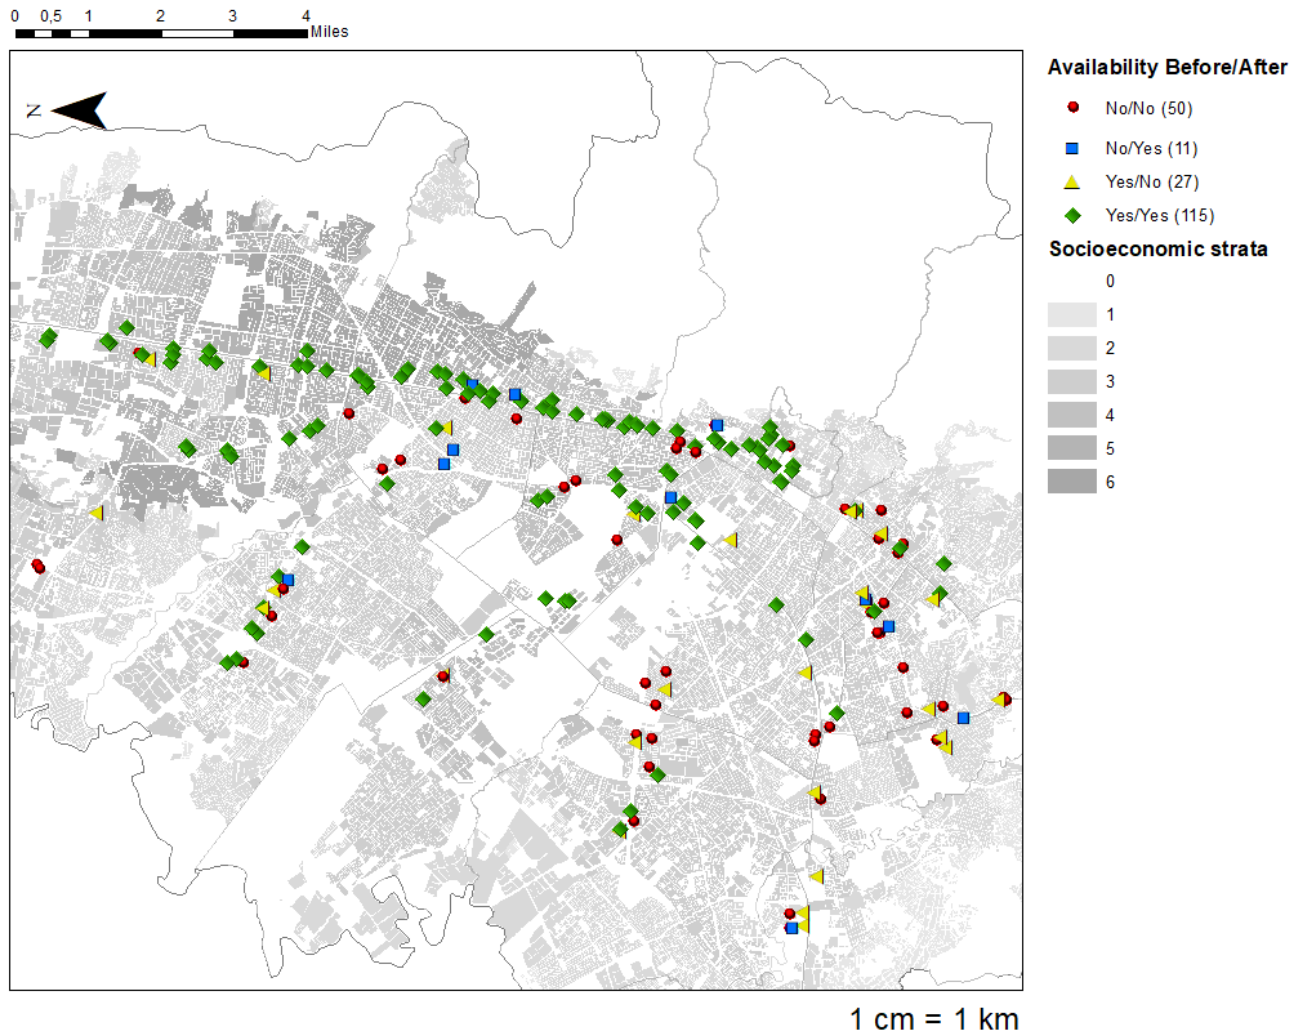 0 0,5 1 2 3 4
Miles
N
Availability Before/After
No/No (50)
No/Yes (11)
Yes/No (27)
Yes/Yes (115)
Socioeconomic strata
0
1
2
3
4
5
6
1 cm = 1 km